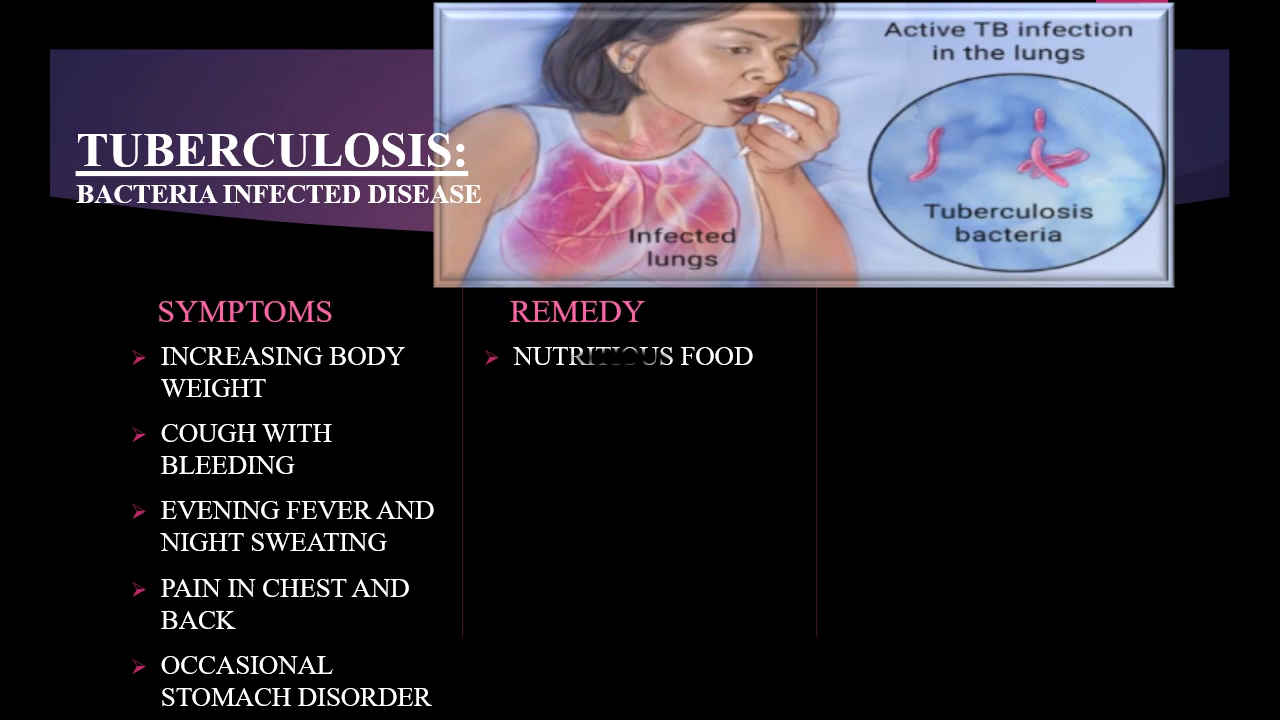 TUBERCULOSIS:
BACTERIA INFECTED DISEASE
Active TB infection
in the lungs
Infected
lungs
Tuberculosis
bacteria
SYMPTOMS
INCREASING BODY
WEIGHT
COUGH WITH
BLEEDING
EVENING FEVER AND
NIGHT SWEATING
PAIN IN CHEST AND
BACK
OCCASIONAL
STOMACH DISORDER
REMEDY
NUTRITIOUS FOOD